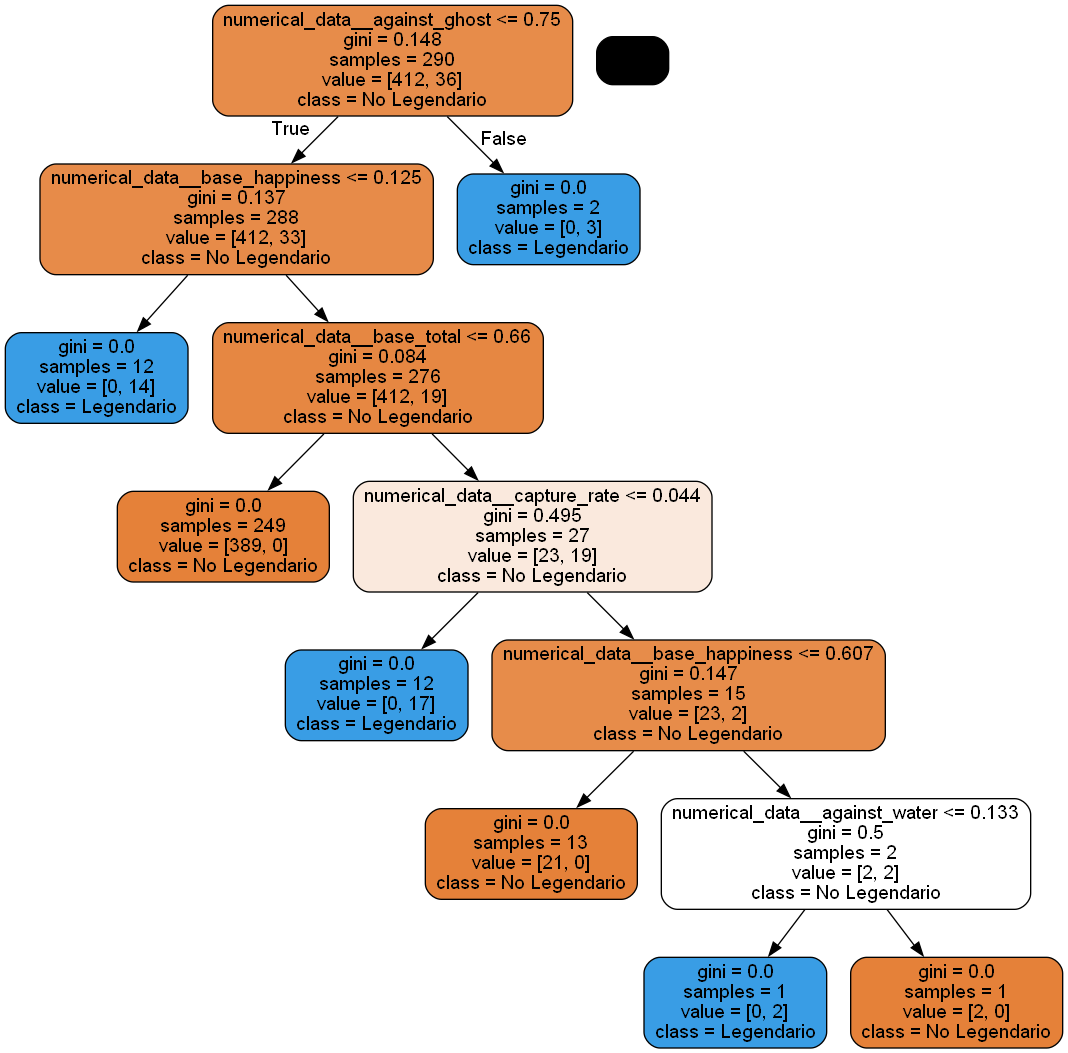 numerical_data__against_ghost <= 0.75
gini = 0.148
samples = 290
value = [412, 36]
class = No Legendario
True
False
numerical_data__base_happiness <= 0.125
gini = 0.137
samples = 288
value = [412, 33]
class = No Legendario
gini = 0.0
samples = 2
value = [0, 3]
class = Legendario
gini = 0.0
samples = 12
value = [0, 14]
class = Legendario
numerical_data__base_total <= 0.66
gini = 0.084
samples = 276
value = [412, 19]
class = No Legendario
gini = 0.0
samples = 249
value = [389, 0]
class = No Legendario
numerical_data__capture_rate <= 0.044
gini = 0.495
samples = 27
value = [23, 19]
class = No Legendario
gini = 0.0
samples = 12
value = [0, 17]
class = Legendario
numerical_data__base_happiness <= 0.607
gini = 0.147
samples = 15
value = [23, 2]
class = No Legendario
gini = 0.0
samples = 13
value = [21, 0]
class = No Legendario
numerical_data__against_water <= 0.133
gini = 0.5
samples = 2
value = [2, 2]
class = No Legendario
gini = 0.0
samples = 1
value = [0, 2]
class = Legendario
gini = 0.0
samples = 1
value = [2, 0]
class = No Legendario